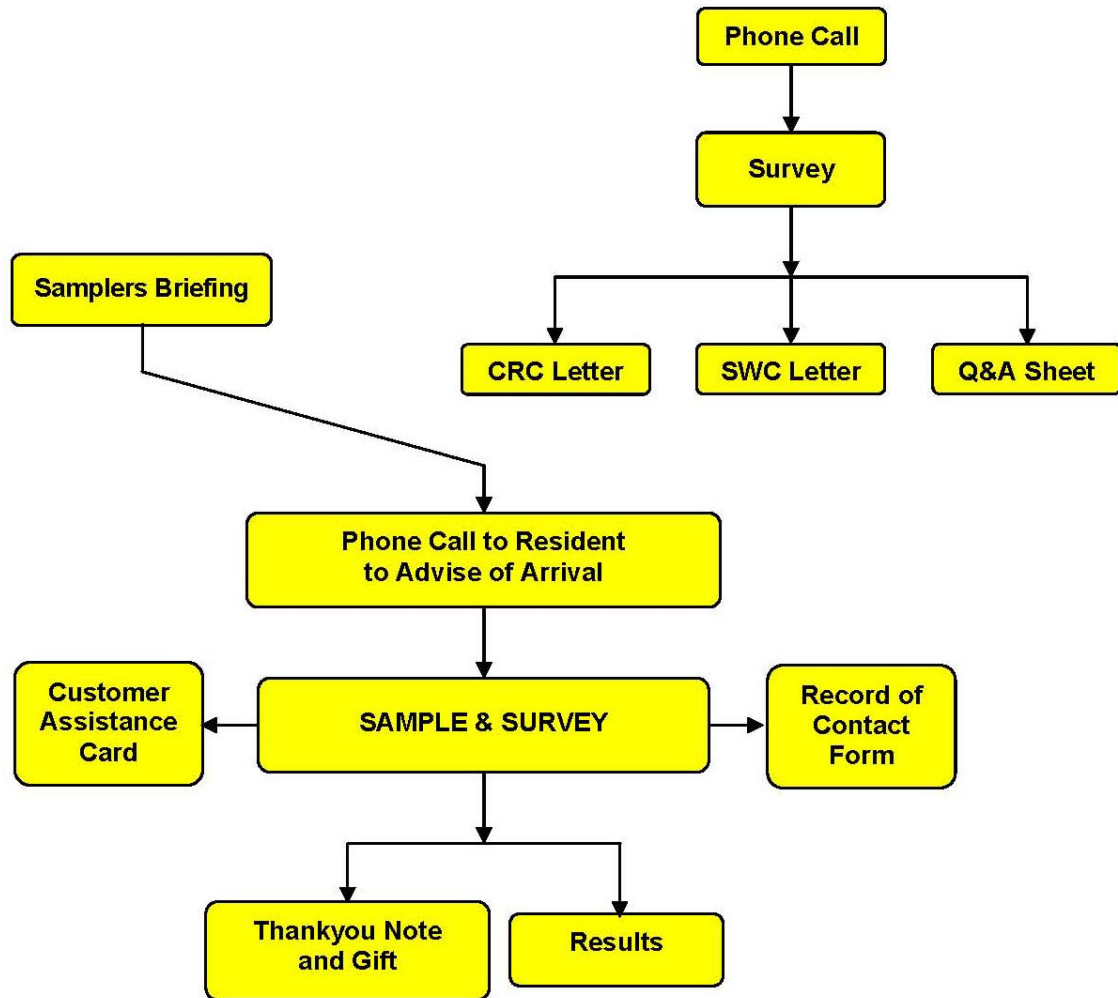 Phone Call
Survey
Samplers Briefing
CRC Letter
SWC Letter
Q&A Sheet
Phone Call to Resident
to Advise of Arrival
Customer
Assistance
Card
SAMPLE & SURVEY
Record of
Contact
Form
Thankyou Note
and Gift
Results